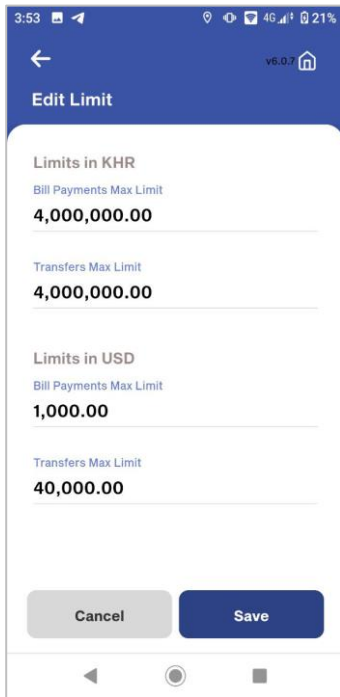 3:53 4G 21%
v6.0.7
Edit Limit
Limits in KHR
Bill Payments Max Limit
4,000,000.00
Transfers Max Limit
4,000,000.00
Limits in USD
Bill Payments Max Limit
1,000.00
Transfers Max Limit
40,000.00
Cancel Save